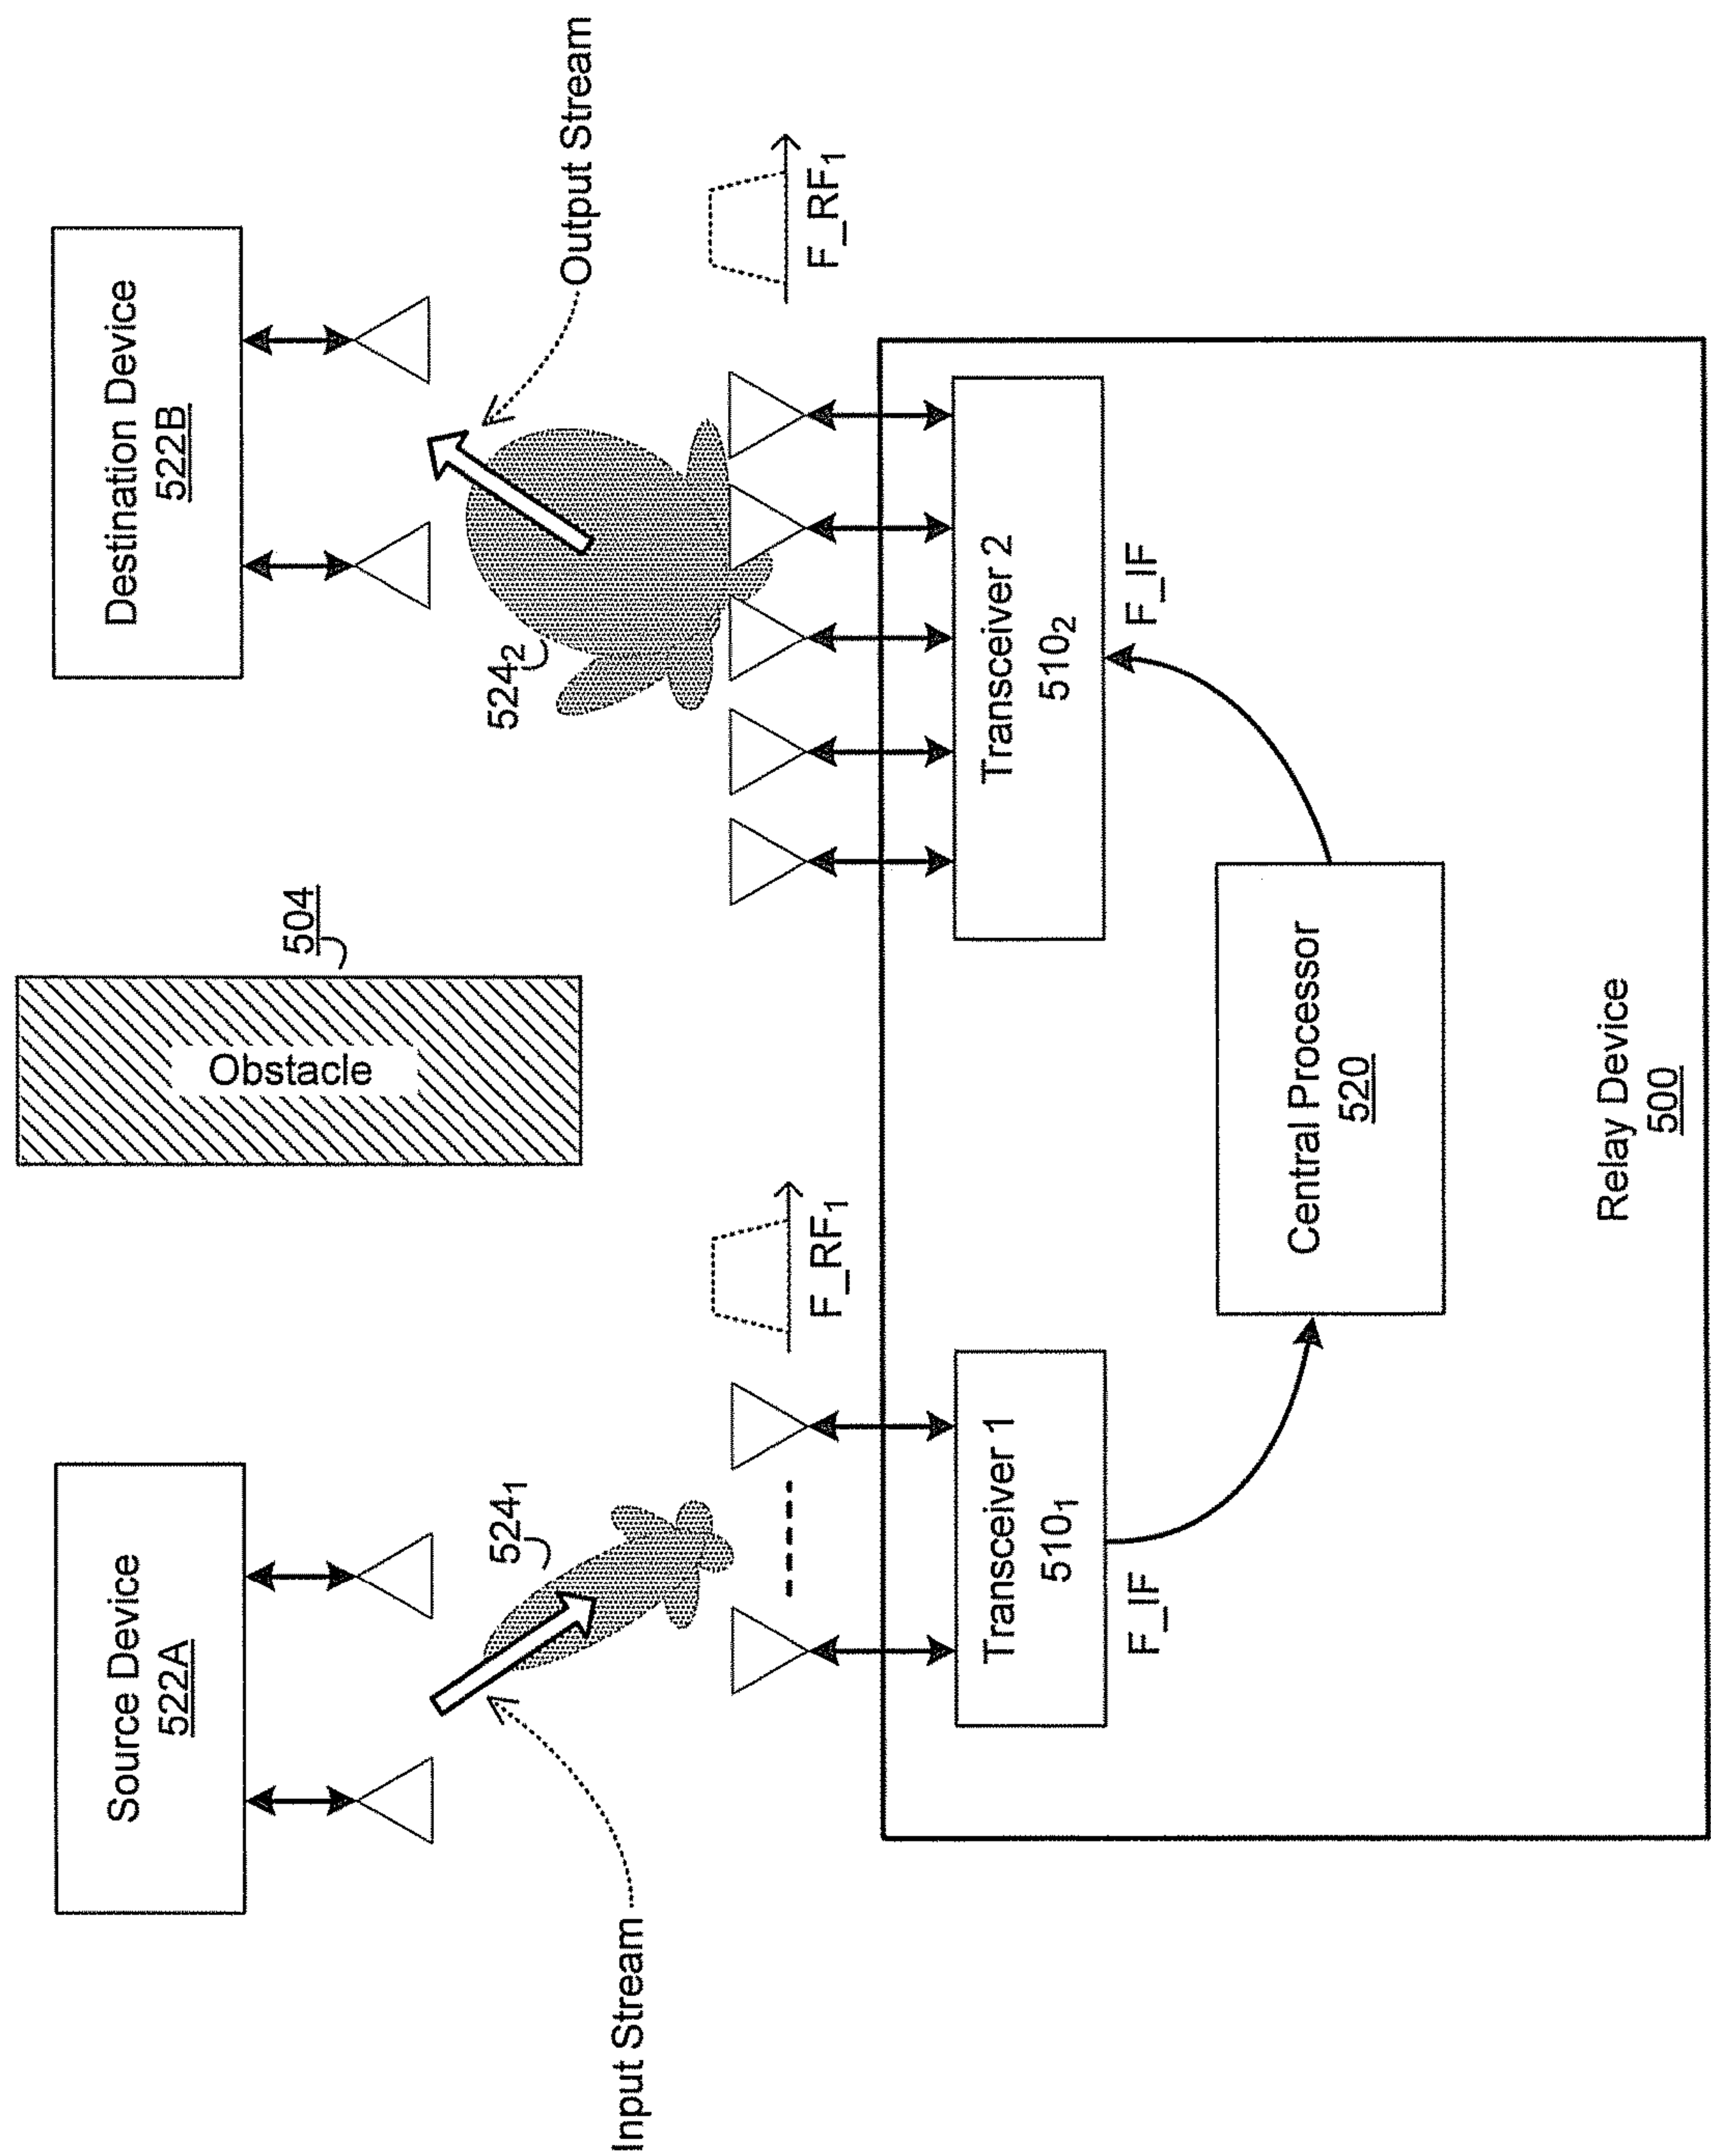 Source Device
522A
Obstacle
504
Destination Device
522B
Input Stream
524₁
F_RF₁
524₂
Output Stream
F_RF₁
Transceiver 1
510₁
F_IF
Transceiver 2
510₂
F_IF
Central Processor
520
Relay Device
500